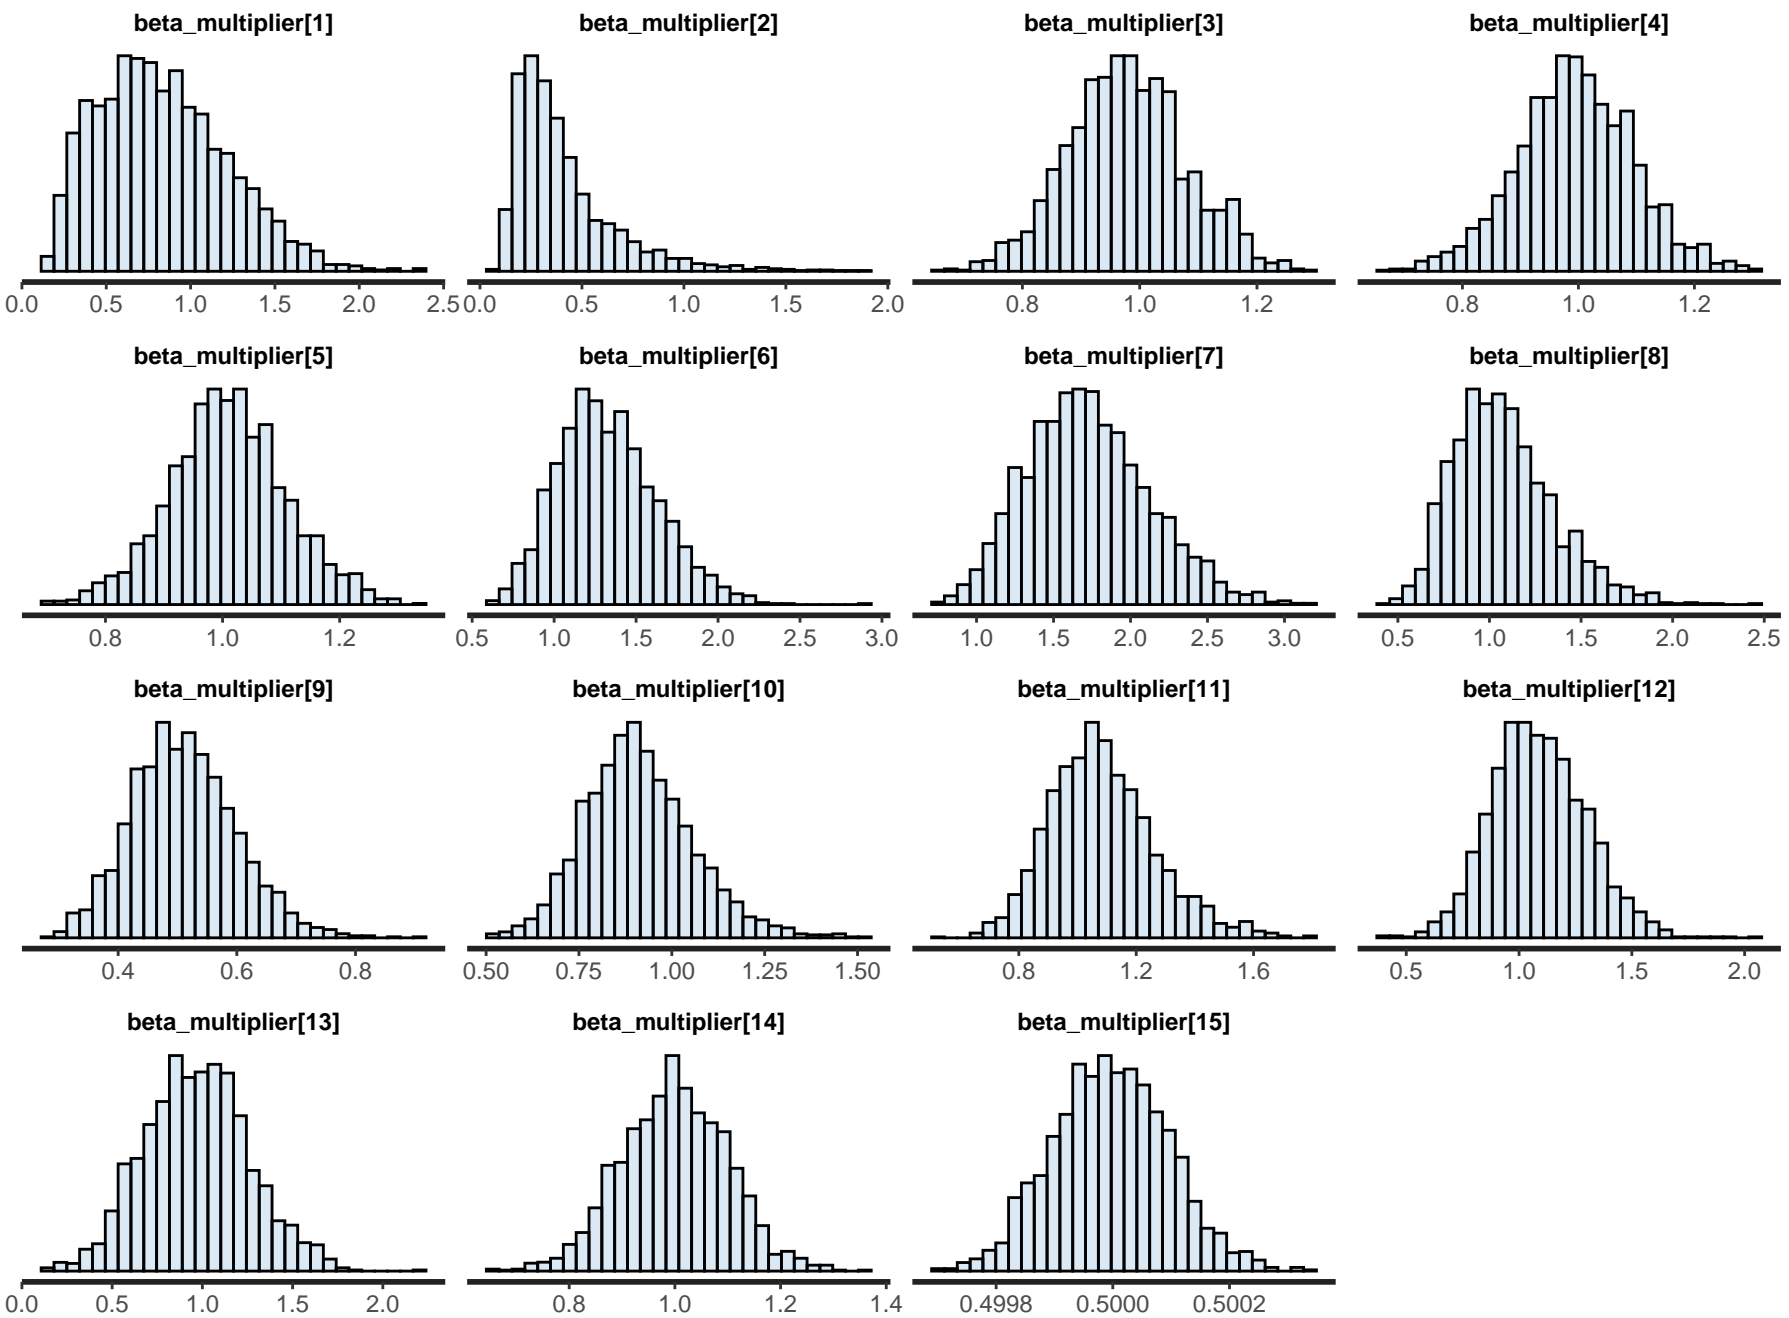 beta_multiplier[1] beta_multiplier[2] beta_multiplier[3] beta_multiplier[4]
0.0 0.5 1.0 1.5 2.0 2.5 0.0 0.5 1.0 1.5 2.0 0.8 1.0 1.2 0.8 1.0 1.2
beta_multiplier[5] beta_multiplier[6] beta_multiplier[7] beta_multiplier[8]
0.8 1.0 1.2 0.5 1.0 1.5 2.0 2.5 3.0 1.0 1.5 2.0 2.5 3.0 0.5 1.0 1.5 2.0 2.5
beta_multiplier[9] beta_multiplier[10] beta_multiplier[11] beta_multiplier[12]
0.4 0.6 0.8 0.50 0.75 1.00 1.25 1.50 0.8 1.2 1.6 0.5 1.0 1.5 2.0
beta_multiplier[13] beta_multiplier[14] beta_multiplier[15]
0.0 0.5 1.0 1.5 2.0 0.8 1.0 1.2 1.4 0.4998 0.5000 0.5002